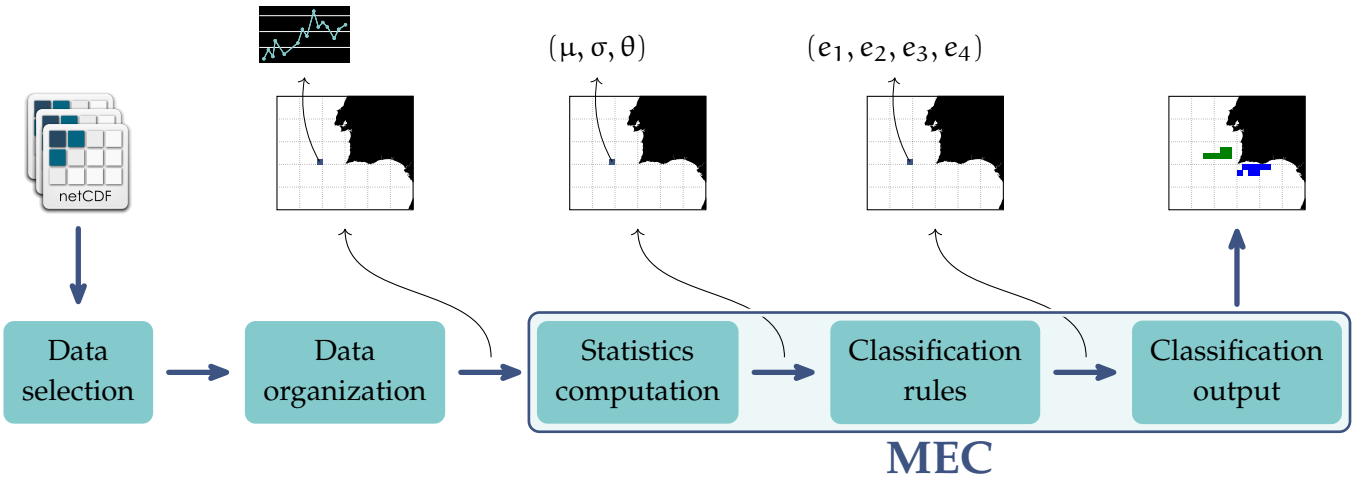 (μ, σ, θ)
(e₁, e₂, e₃, e₄)
netCDF
Data
selection
Data
organization
Statistics
computation
Classification
rules
Classification
output
MEC